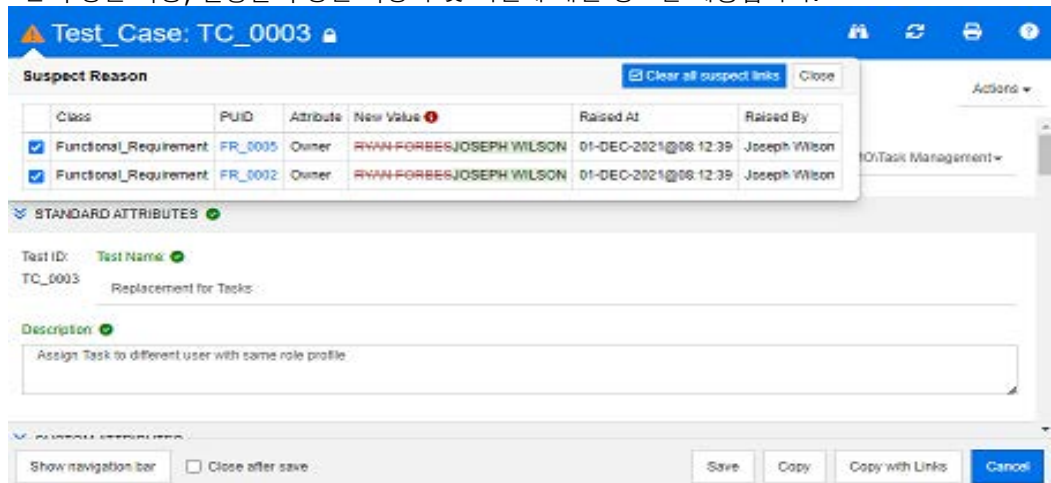 Test_Case: TC_0003
Suspect Reason
Clear all suspect links
Close
Actions
Class PUID Attribute New Value Raised At Raised By
Functional_Requirement FR_0005 Owner RYAN FORBESJOSEPH WILSON 01-DEC-2021@08:12:39 Joseph Wilson
Functional_Requirement FR_0002 Owner RYAN FORBESJOSEPH WILSON 01-DEC-2021@08:12:39 Joseph Wilson
Task Management
STANDARD ATTRIBUTES
Test ID: Test Name:
TC_0003 Replacement for Tasks
Description:
Assign Task to different user with same role profile
CUSTOM ATTRIBUTES
Show navigation bar Close after save Save Copy Copy with Links Cancel